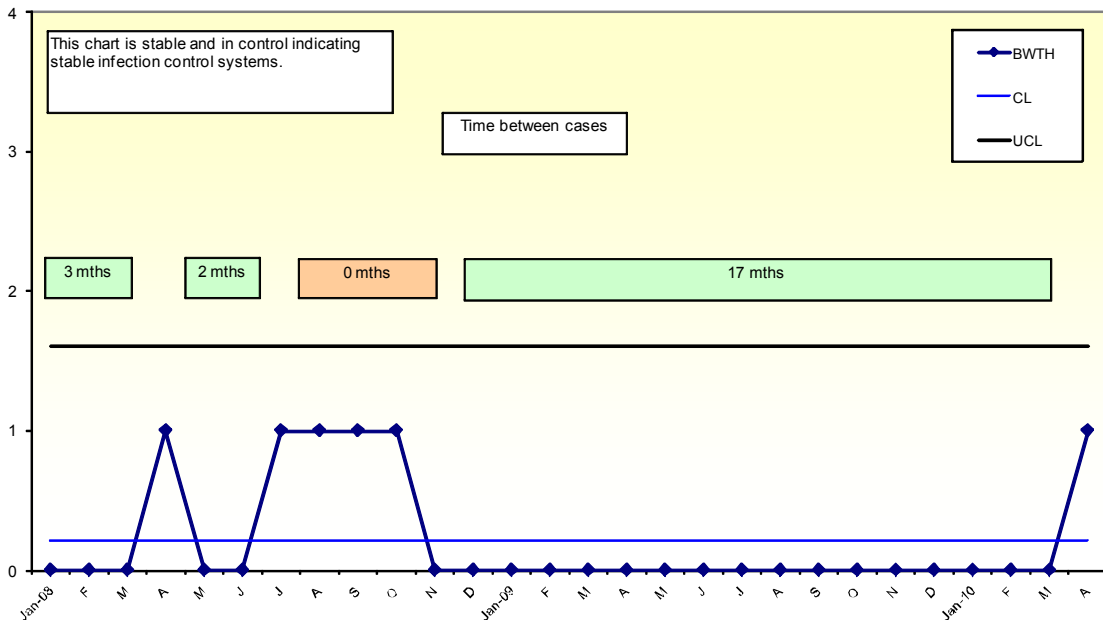 4
This chart is stable and in control indicating
stable infection control systems.
BWTH
CL
UCL
Time between cases
3
3 mths
2 mths
0 mths
17 mths
2
1
0
Jan-08 F M A M J J A S O N D Jan-09 F M A M J J A S O N D Jan-10 F M A